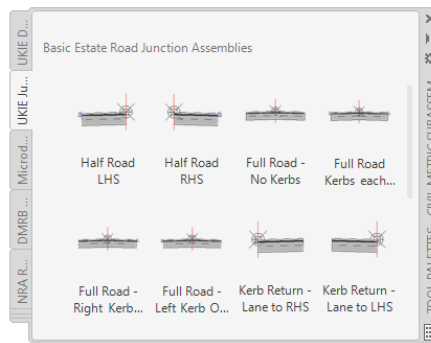 Basic Estate Road Junction Assemblies
UKIE D...
UKIE Ju...
Microd...
DMRB ...
NRA R...
Half Road
LHS
Half Road
RHS
Full Road -
No Kerbs
Full Road
Kerbs each...
Full Road -
Right Kerb...
Full Road -
Left Kerb O...
Kerb Return -
Lane to RHS
Kerb Return -
Lane to LHS
TOOL PALETTES - CIVIL METRIC SUBASSEM